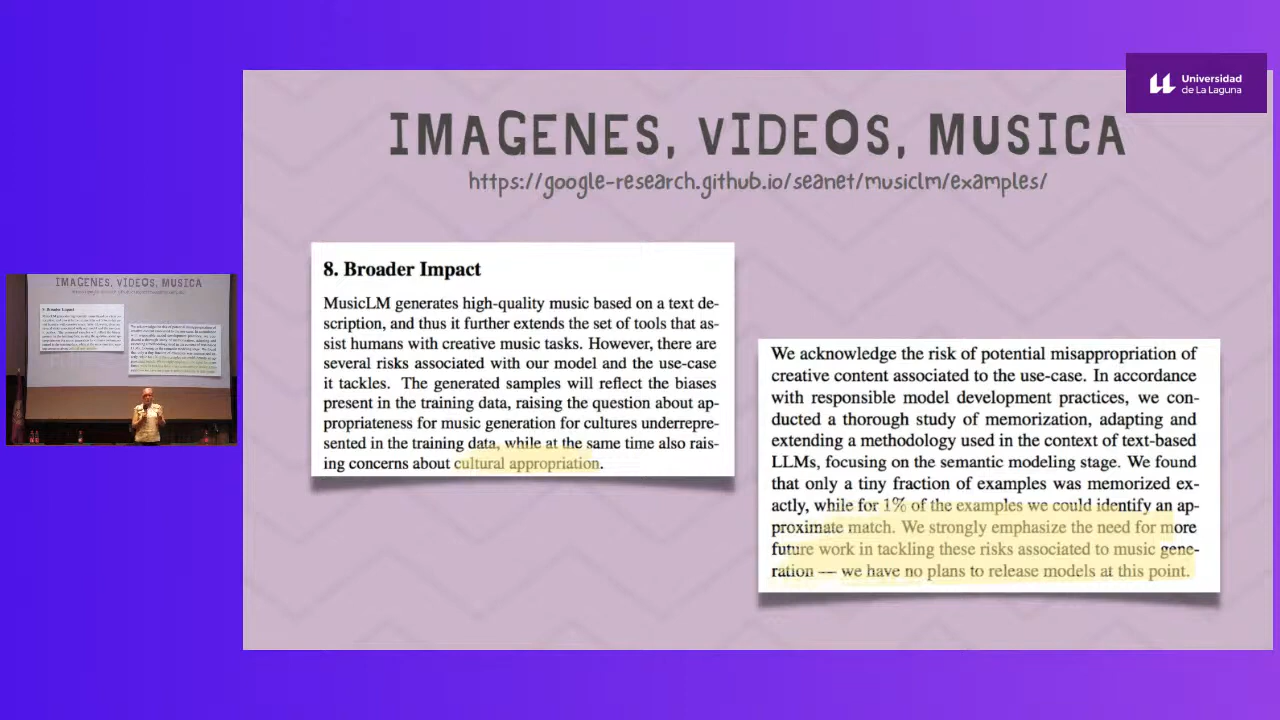 Universidad
de La Laguna
IMAGENES, VIDEOS, MUSICA
https://google-research.github.io/seanet/musiclm/examples/
8. Broader Impact
MusicLM generates high-quality music based on a text de-
scription, and thus it further extends the set of tools that as-
sist humans with creative music tasks. However, there are
several risks associated with our model and the use-case
it tackles. The generated samples will reflect the biases
present in the training data, raising the question about ap-
propriateness for music generation for cultures underrepre-
sented in the training data, while at the same time also rais-
ing concerns about cultural appropriation.
We acknowledge the risk of potential misappropriation of
creative content associated to the use-case. In accordance
with responsible model development practices, we con-
ducted a thorough study of memorization, adapting and
extending a methodology used in the context of text-based
LLMs, focusing on the semantic modeling stage. We found
that only a tiny fraction of examples was memorized ex-
actly, while for 1% of the examples we could identify an ap-
proximate match. We strongly emphasize the need for more
future work in tackling these risks associated to music gene-
ration — we have no plans to release models at this point.
IMAGENES, VIDEOS, MUSICA
8. Broader Impact